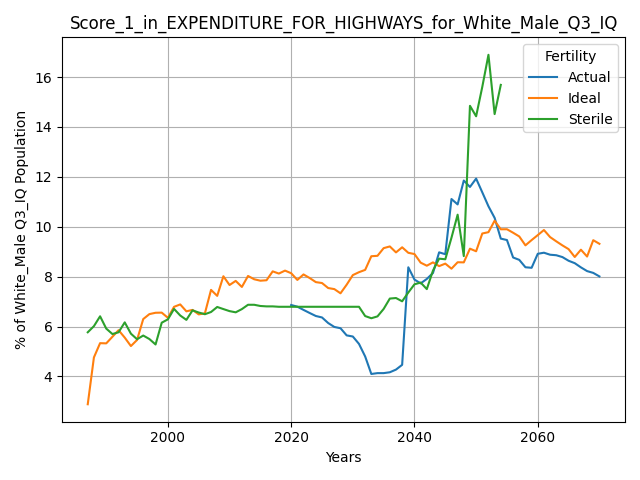 Score_1_in_EXPENDITURE_FOR_HIGHWAYS_for_White_Male_Q3_IQ
Fertility
Actual
Ideal
Sterile
% of White_Male Q3_IQ Population
16
14
12
10
8
6
4
2000
2020
2040
2060
Years